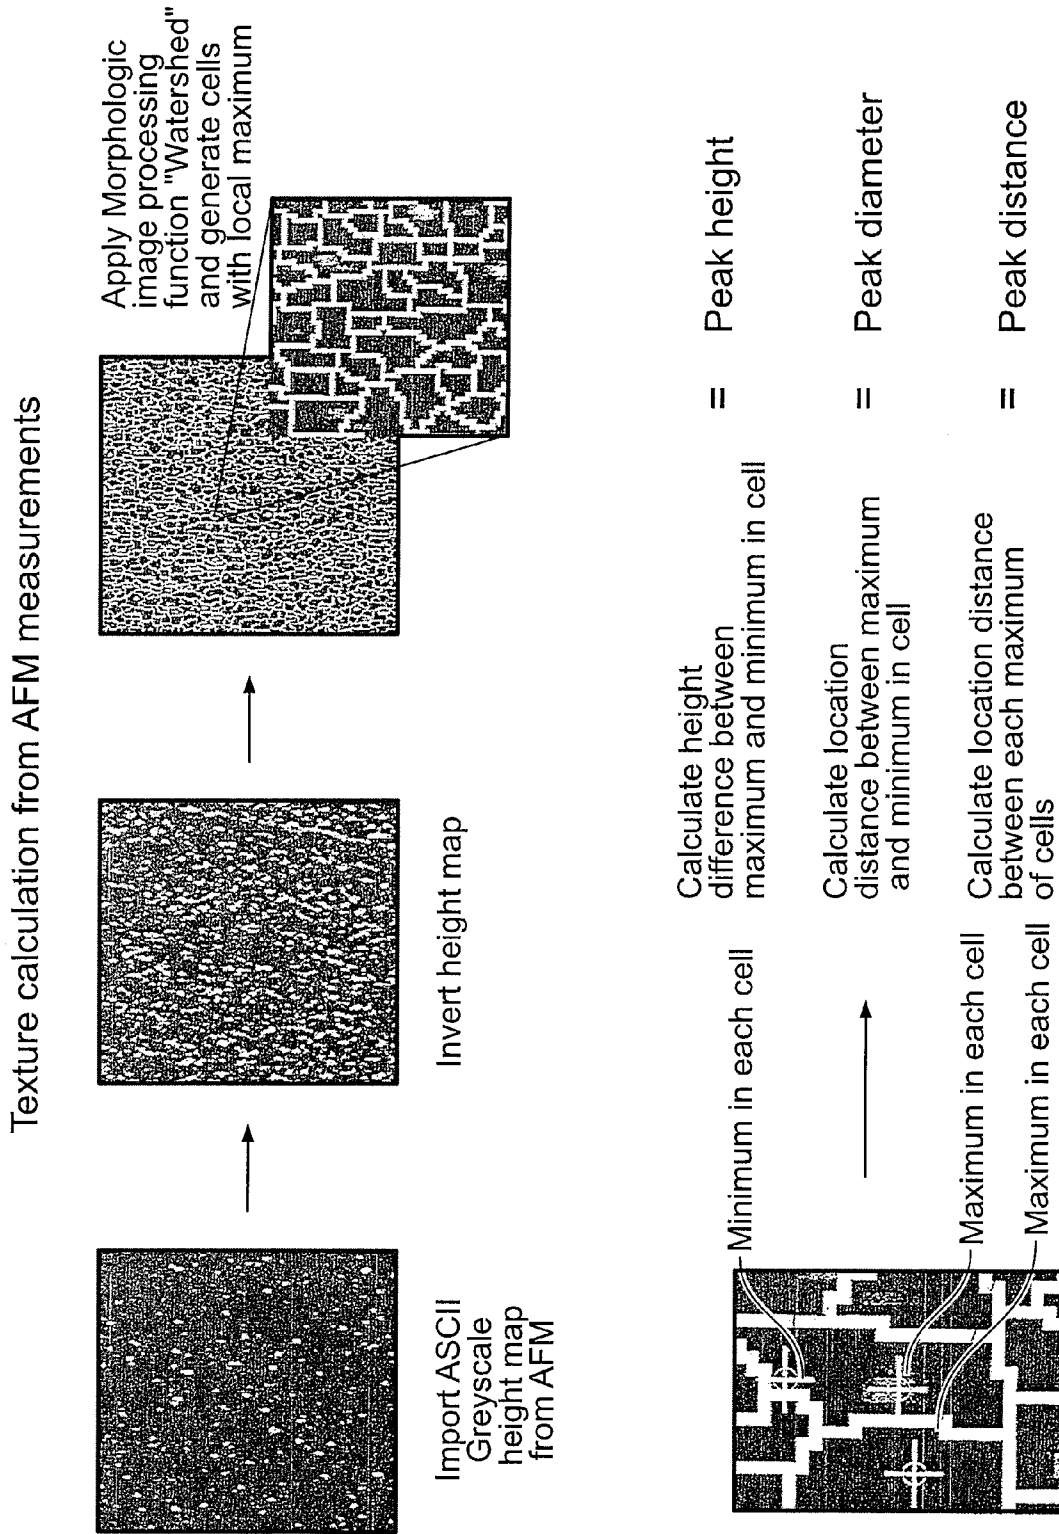 Texture calculation from AFM measurements
Import ASCII
Greyscale
height map
from AFM
Invert height map
Apply Morphologic
image processing
function "Watershed"
and generate cells
with local maximum
Minimum in each cell
Maximum in each cell
Maximum in each cell
Calculate height
difference between
maximum and minimum in cell
=
Peak height
Calculate location
distance between maximum
and minimum in cell
=
Peak diameter
Calculate location distance
between each maximum
of cells
=
Peak distance